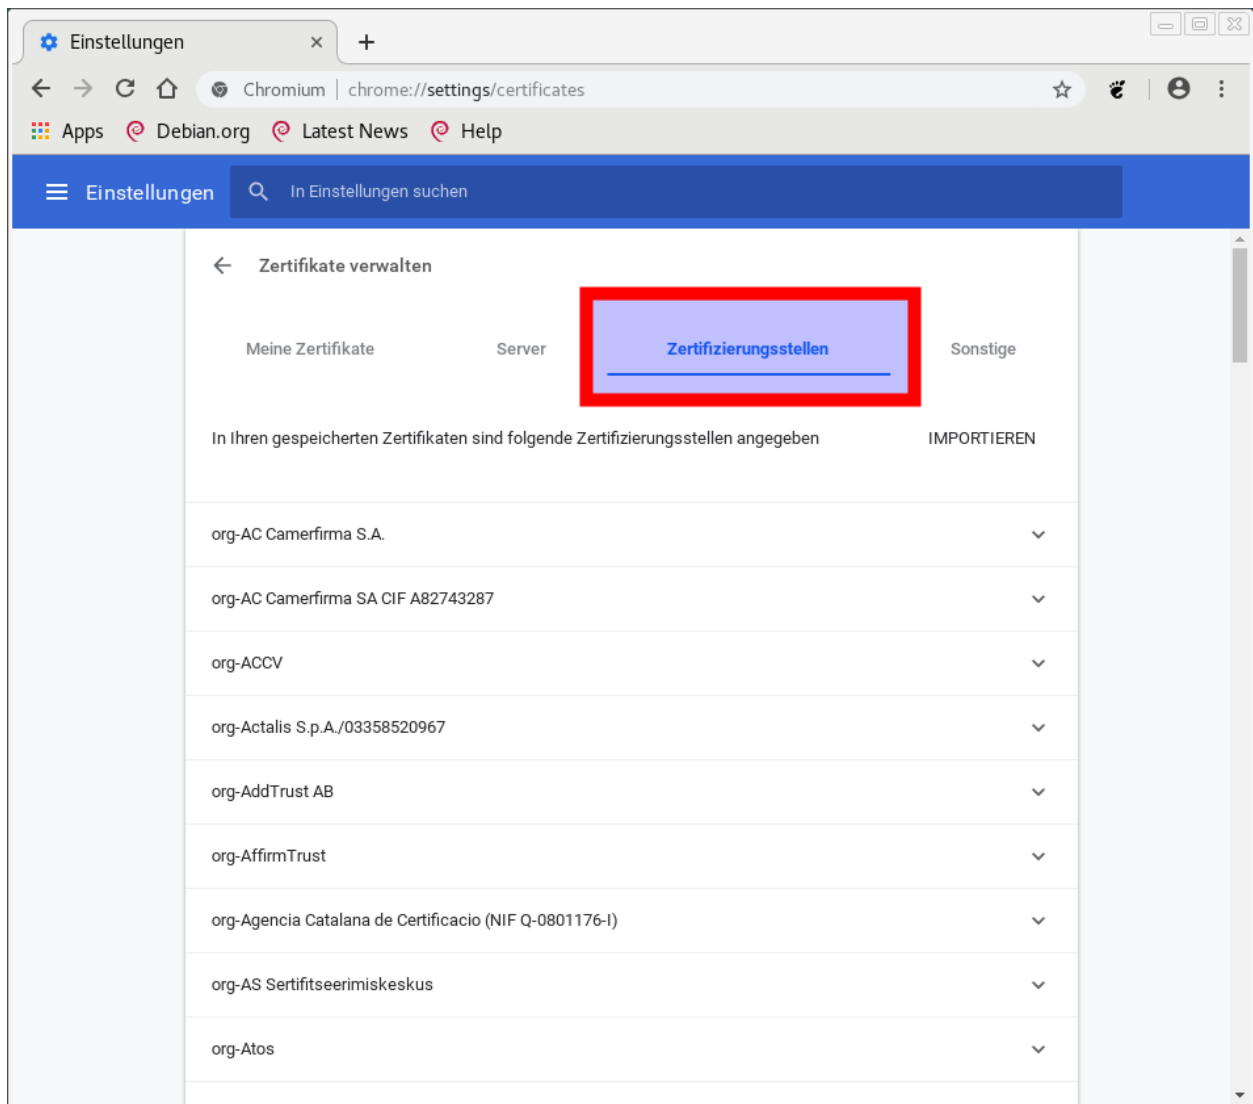 Einstellungen
Chromium | chrome://settings/certificates
Apps Debian.org Latest News Help
Einstellungen In Einstellungen suchen
Zertifikate verwalten
Meine Zertifikate Server Zertifizierungsstellen Sonstige
In Ihren gespeicherten Zertifikaten sind folgende Zertifizierungsstellen angegeben IMPORTIEREN
org-AC Camerfirma S.A.
org-AC Camerfirma SA CIF A82743287
org-ACCV
org-Actalis S.p.A./03358520967
org-AddTrust AB
org-AffirmTrust
org-Agencia Catalana de Certificacio (NIF Q-0801176-I)
org-AS Sertifitseerimiskeskus
org-Atos